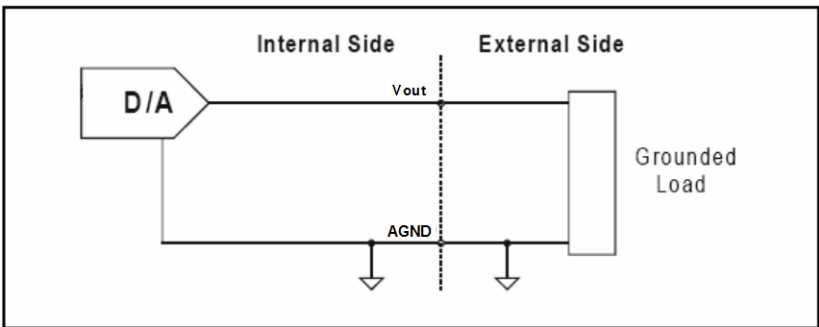 Internal Side
External Side
D/A
Vout
Grounded
Load
AGND